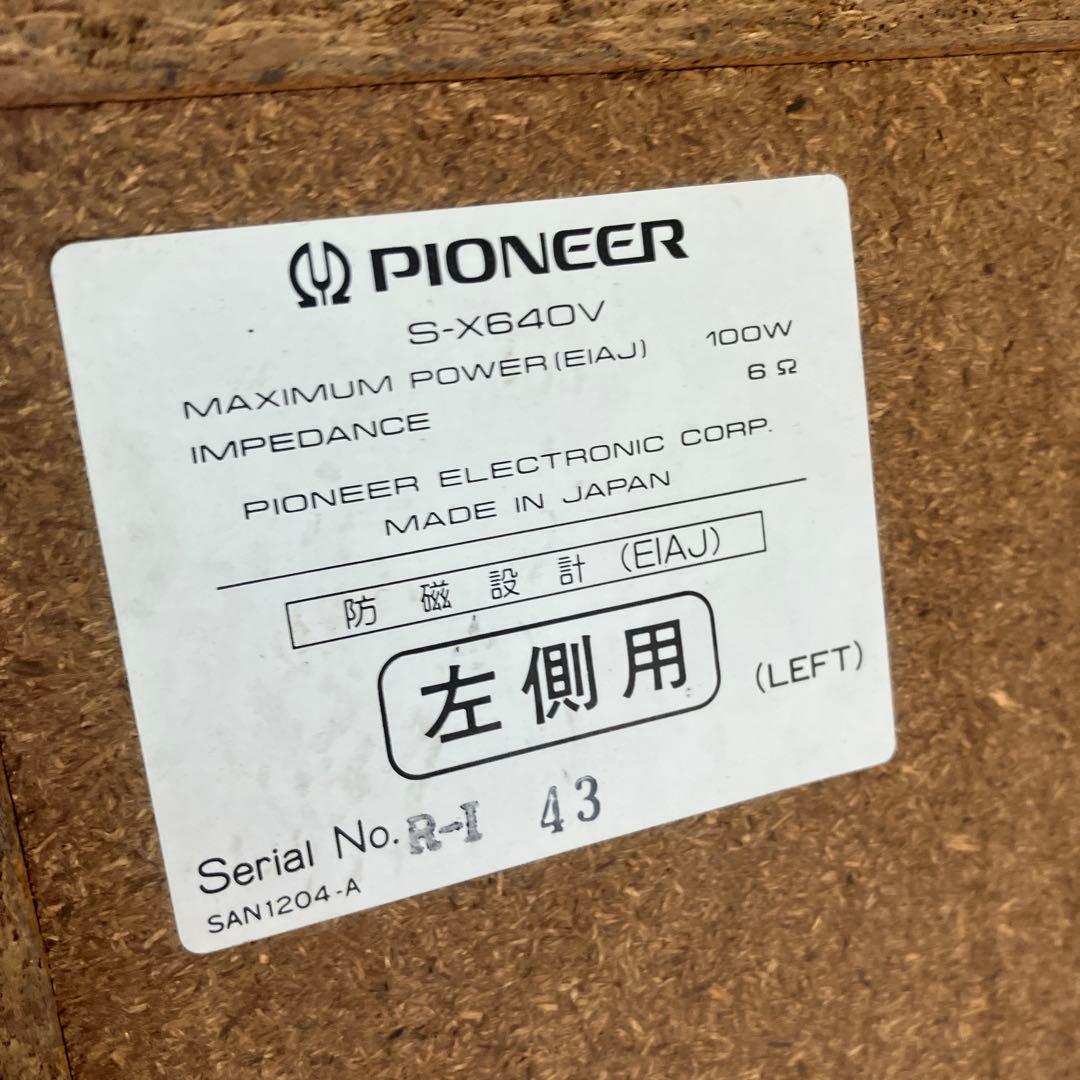 PIONEER
S-X640V
MAXIMUM POWER(EIAJ) 100W
IMPEDANCE 6Ω
PIONEER ELECTRONIC CORP.
MADE IN JAPAN
防磁設計(EIAJ)
左側用 (LEFT)
Serial No. R-I 43
SAN1204-A